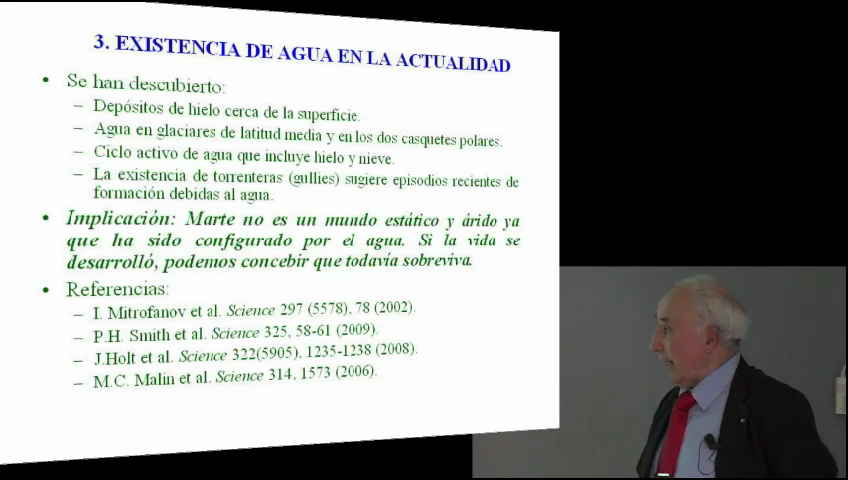 3. EXISTENCIA DE AGUA EN LA ACTUALIDAD
• Se han descubierto:
– Depósitos de hielo cerca de la superficie.
– Agua en glaciares de latitud media y en los dos casquetes polares.
– Ciclo activo de agua que incluye hielo y nieve.
– La existencia de torrenteras (gullies) sugiere episodios recientes de
formación debidas al agua.
• Implicación: Marte no es un mundo estático y árido ya
que ha sido configurado por el agua. Si la vida se
desarrolló, podemos concebir que todavía sobreviva.
• Referencias:
– I. Mitrofanov et al. Science 297 (5578), 78 (2002).
– P.H. Smith et al. Science 325, 58-61 (2009).
– J.Holt et al. Science 322(5905), 1235-1238 (2008).
– M.C. Malin et al. Science 314, 1573 (2006).